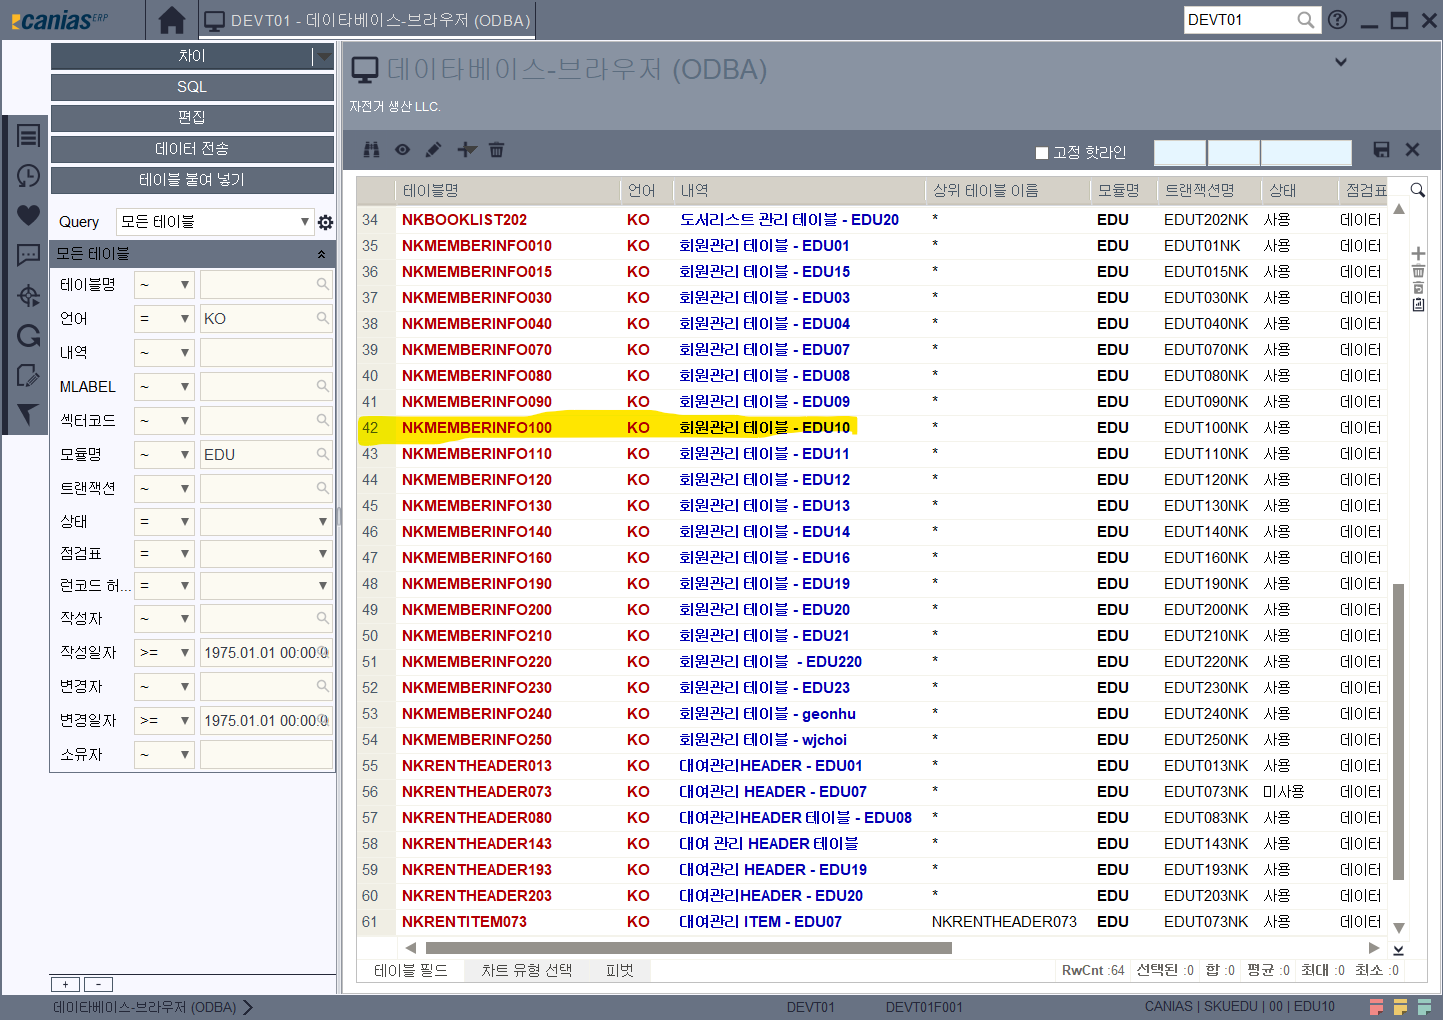 canias ERP
DEVT01 - 데이타베이스-브라우저 (ODBA)
DEVT01
차이
SQL
편집
데이터 전송
테이블 붙여 넣기
Query 모든 테이블
모든 테이블
테이블명 ~
언어 = KO
내역 ~
MLABEL ~
섹터코드 ~
모듈명 ~ EDU
트랜잭션 ~
상태 =
점검표 =
런코드 허... =
작성자 ~
작성일자 >= 1975.01.01 00:00:0
변경자 ~
변경일자 >= 1975.01.01 00:00:0
소유자 ~
+ -
데이타베이스-브라우저 (ODBA)
자전거 생산 LLC.
고정 핫라인
테이블명 언어 내역 상위 테이블 이름 모듈명 트랜잭션명 상태 점검표
34 NKBOOKLIST202 KO 도서리스트 관리 테이블 - EDU20 * EDU EDUT202NK 사용 데이터
35 NKMEMBERINFO010 KO 회원관리 테이블 - EDU01 * EDU EDUT01NK 사용 데이터
36 NKMEMBERINFO015 KO 회원관리 테이블 - EDU15 * EDU EDUT015NK 사용 데이터
37 NKMEMBERINFO030 KO 회원관리 테이블 - EDU03 * EDU EDUT030NK 사용 데이터
38 NKMEMBERINFO040 KO 회원관리 테이블 - EDU04 * EDU EDUT040NK 사용 데이터
39 NKMEMBERINFO070 KO 회원관리 테이블 - EDU07 * EDU EDUT070NK 사용 데이터
40 NKMEMBERINFO080 KO 회원관리 테이블 - EDU08 * EDU EDUT080NK 사용 데이터
41 NKMEMBERINFO090 KO 회원관리 테이블 - EDU09 * EDU EDUT090NK 사용 데이터
42 NKMEMBERINFO100 KO 회원관리 테이블 - EDU10 * EDU EDUT100NK 사용 데이터
43 NKMEMBERINFO110 KO 회원관리 테이블 - EDU11 * EDU EDUT110NK 사용 데이터
44 NKMEMBERINFO120 KO 회원관리 테이블 - EDU12 * EDU EDUT120NK 사용 데이터
45 NKMEMBERINFO130 KO 회원관리 테이블 - EDU13 * EDU EDUT130NK 사용 데이터
46 NKMEMBERINFO140 KO 회원관리 테이블 - EDU14 * EDU EDUT140NK 사용 데이터
47 NKMEMBERINFO160 KO 회원관리 테이블 - EDU16 * EDU EDUT160NK 사용 데이터
48 NKMEMBERINFO190 KO 회원관리 테이블 - EDU19 * EDU EDUT190NK 사용 데이터
49 NKMEMBERINFO200 KO 회원관리 테이블 - EDU20 * EDU EDUT200NK 사용 데이터
50 NKMEMBERINFO210 KO 회원관리 테이블 - EDU21 * EDU EDUT210NK 사용 데이터
51 NKMEMBERINFO220 KO 회원관리 테이블 - EDU220 * EDU EDUT220NK 사용 데이터
52 NKMEMBERINFO230 KO 회원관리 테이블 - EDU23 * EDU EDUT230NK 사용 데이터
53 NKMEMBERINFO240 KO 회원관리 테이블 - geonhu * EDU EDUT240NK 사용 데이터
54 NKMEMBERINFO250 KO 회원관리 테이블 - wjchoi * EDU EDUT250NK 사용 데이터
55 NKRENTHEADER013 KO 대여관리HEADER - EDU01 * EDU EDUT013NK 사용 데이터
56 NKRENTHEADER073 KO 대여관리 HEADER - EDU07 * EDU EDUT073NK 미사용 데이터
57 NKRENTHEADER080 KO 대여관리HEADER 테이블 - EDU08 * EDU EDUT083NK 사용 데이터
58 NKRENTHEADER143 KO 대여 관리 HEADER 테이블 * EDU EDUT143NK 사용 데이터
59 NKRENTHEADER193 KO 대여관리 HEADER - EDU19 * EDU EDUT193NK 사용 데이터
60 NKRENTHEADER203 KO 대여관리HEADER - EDU20 * EDU EDUT203NK 사용 데이터
61 NKRENTITEM073 KO 대여관리 ITEM - EDU07 NKRENTHEADER073 EDU EDUT073NK 사용 데이터
테이블 필드 차트 유형 선택 피벗 RwCnt :64 선택된 :0 합 :0 평균 :0 최대 :0 최소 :0
데이타베이스-브라우저 (ODBA) DEVT01 DEVT01F001 CANIAS | SKUEDU | 00 | EDU10